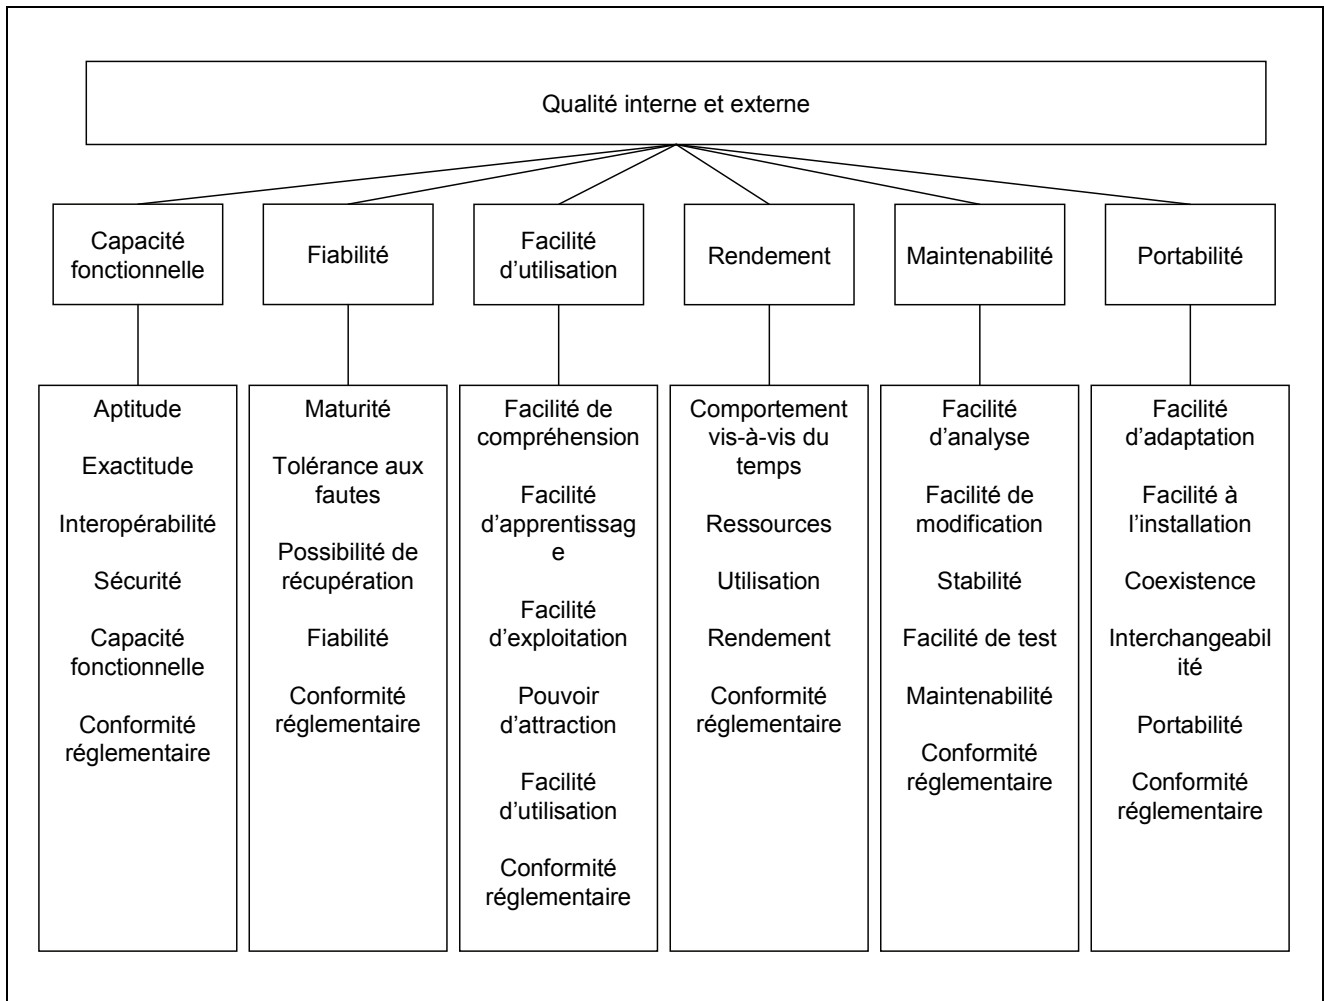 Qualité interne et externe
Capacité
fonctionnelle
Fiabilité
Facilité
d’utilisation
Rendement
Maintenabilité
Portabilité
Aptitude
Exactitude
Interopérabilité
Sécurité
Capacité
fonctionnelle
Conformité
réglementaire
Maturité
Tolérance aux
fautes
Possibilité de
récupération
Fiabilité
Conformité
réglementaire
Facilité de
compréhension
Facilité
d’apprentissag
e
Facilité
d’exploitation
Pouvoir
d’attraction
Facilité
d’utilisation
Conformité
réglementaire
Comportement
vis-à-vis du
temps
Ressources
Utilisation
Rendement
Conformité
réglementaire
Facilité
d’analyse
Facilité de
modification
Stabilité
Facilité de test
Maintenabilité
Conformité
réglementaire
Facilité
d’adaptation
Facilité à
l’installation
Coexistence
Interchangeabil
ité
Portabilité
Conformité
réglementaire